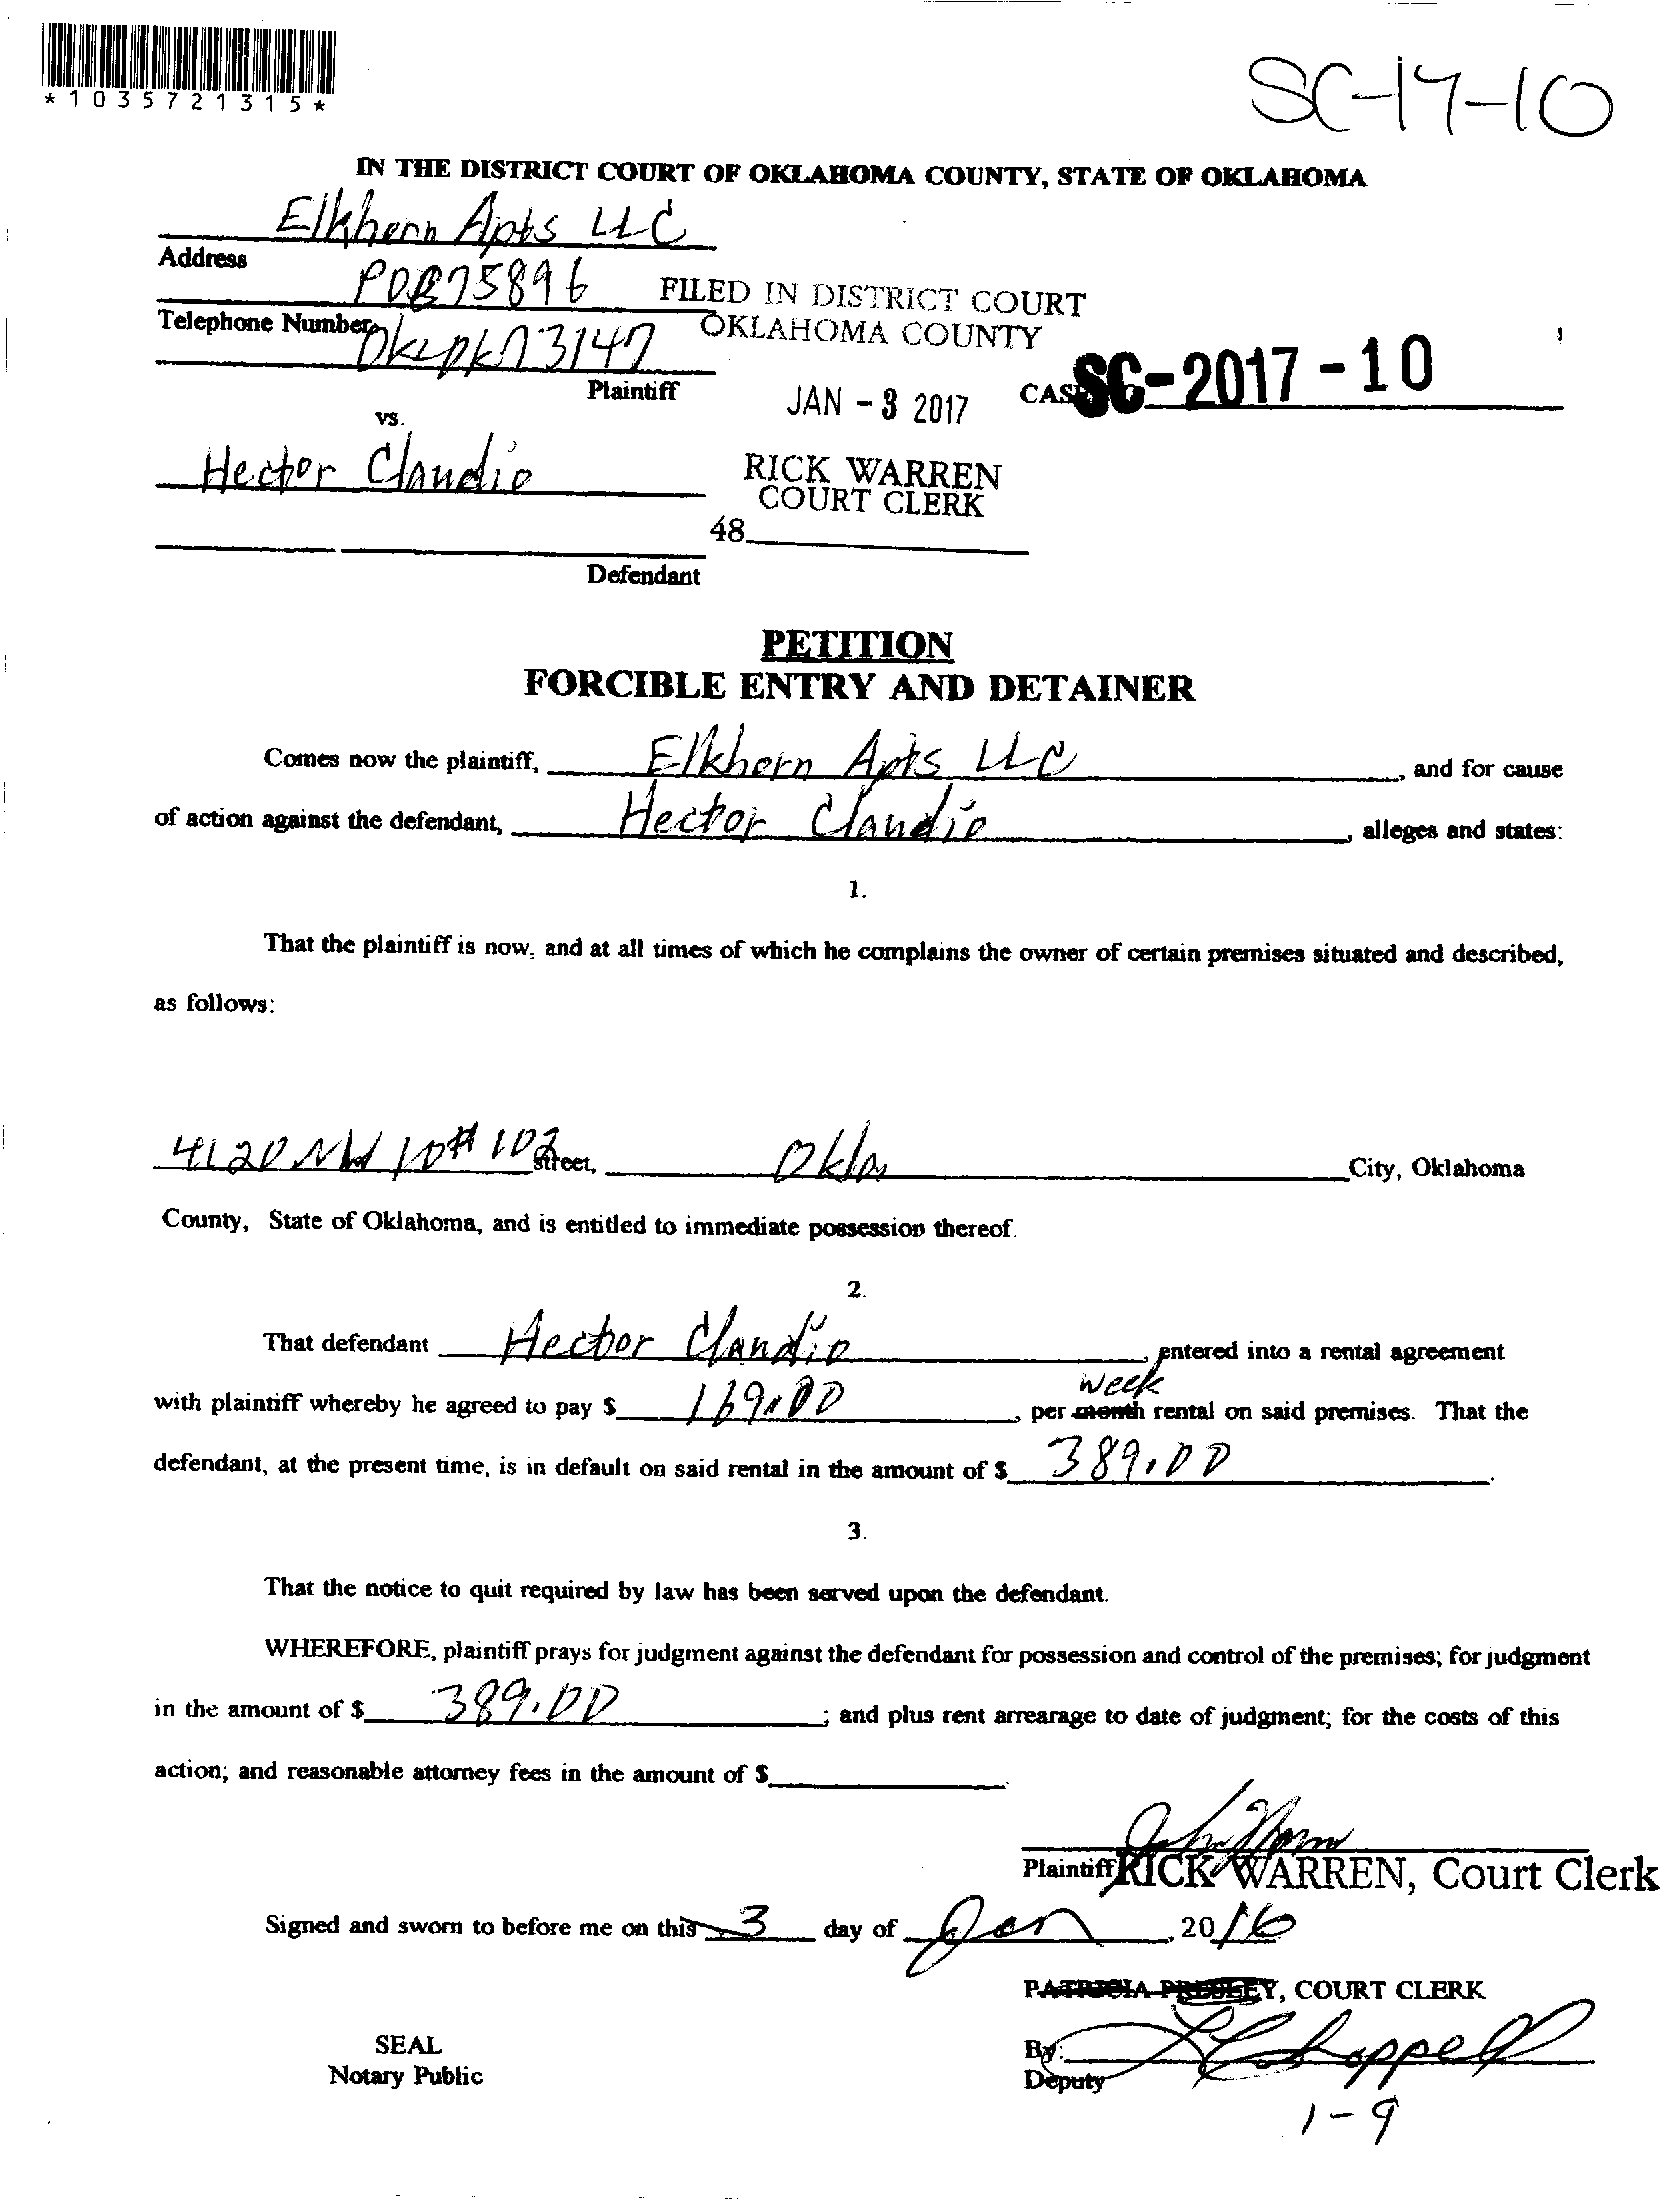 *1035721315*
SC-17-10
IN THE DISTRICT COURT OF OKLAHOMA COUNTY, STATE OF OKLAHOMA
Elkhorn Apts LLC
Address
POB 75896
FILED IN DISTRICT COURT
OKLAHOMA COUNTY
Telephone Number
73147
Plaintiff
JAN - 3 2017
CASE
SC-2017-10
vs.
Hector Claudio
RICK WARREN
COURT CLERK
48
Defendant
PETITION
FORCIBLE ENTRY AND DETAINER
Comes now the plaintiff, Elkhorn Apts LLC, and for cause
of action against the defendant, Hector Claudio, alleges and states:
1.
That the plaintiff is now, and at all times of which he complains the owner of certain premises situated and described,
as follows:
4120 NW 10 # 102 Street, Okla City, Oklahoma
County, State of Oklahoma, and is entitled to immediate possession thereof.
2.
That defendant Hector Claudio, entered into a rental agreement
week
with plaintiff whereby he agreed to pay $ 169.00, per month rental on said premises. That the
defendant, at the present time, is in default on said rental in the amount of $ 389.00.
3.
That the notice to quit required by law has been served upon the defendant.
WHEREFORE, plaintiff prays for judgment against the defendant for possession and control of the premises; for judgment
in the amount of $ 389.00; and plus rent arrearage to date of judgment; for the costs of this
action; and reasonable attorney fees in the amount of $
Plaintiff RICK WARREN, Court Clerk
Signed and sworn to before me on this 3 day of Jan, 2016
PATRICIA PRESLEY, COURT CLERK
SEAL
By:
Notary Public
Deputy
1-9